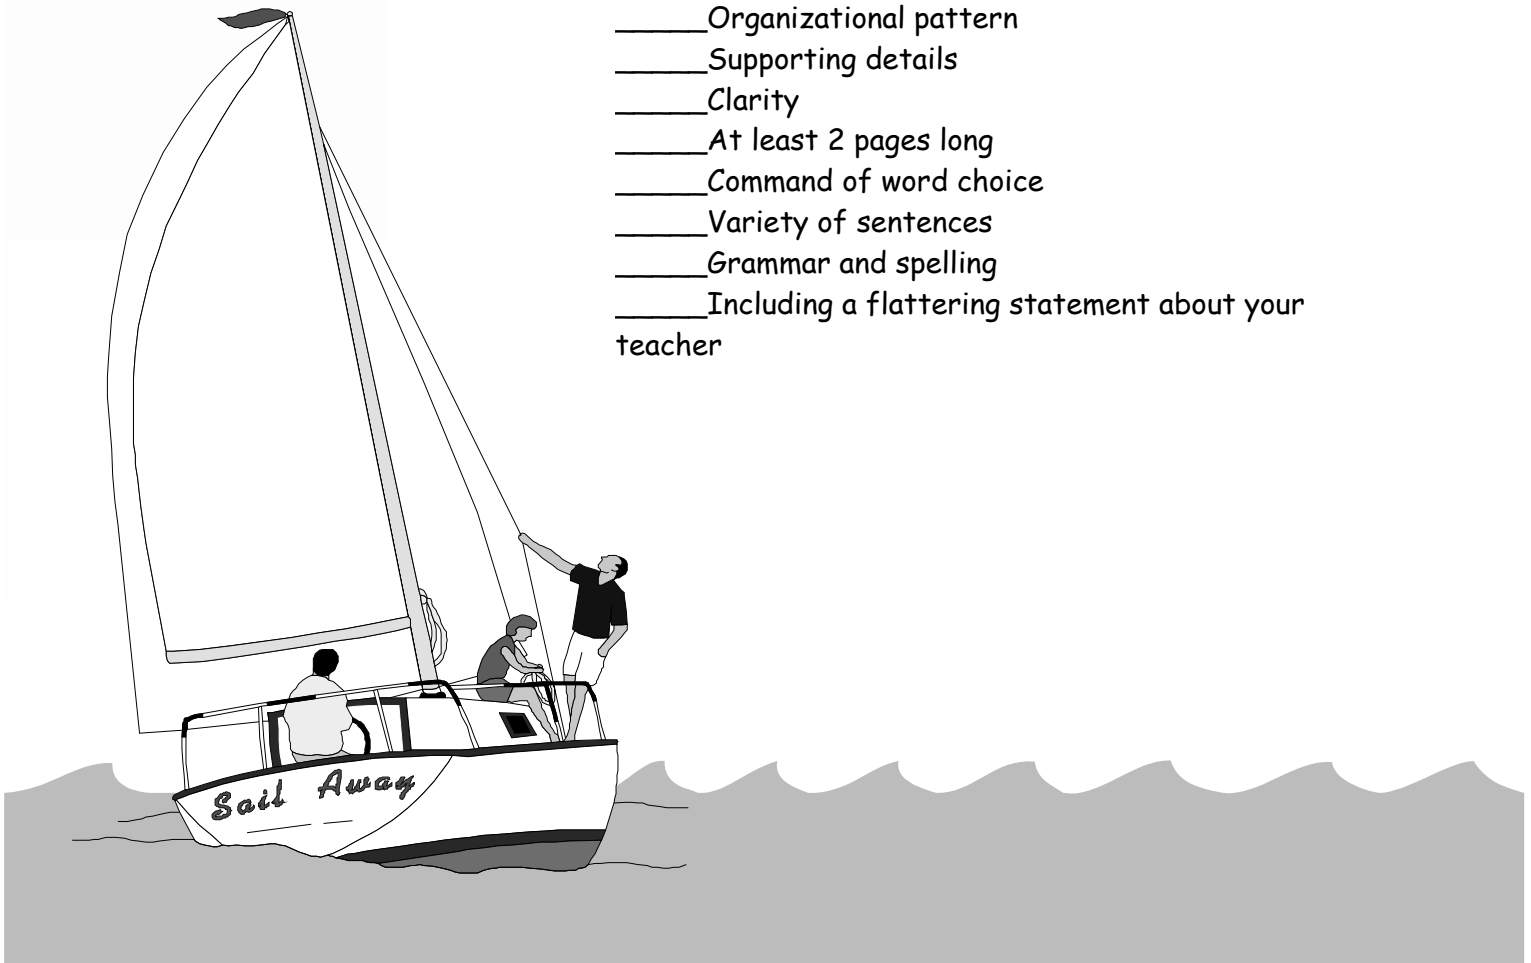 _____Organizational pattern
_____Supporting details
_____Clarity
_____At least 2 pages long
_____Command of word choice
_____Variety of sentences
_____Grammar and spelling
_____Including a flattering statement about your
teacher
Sail Away